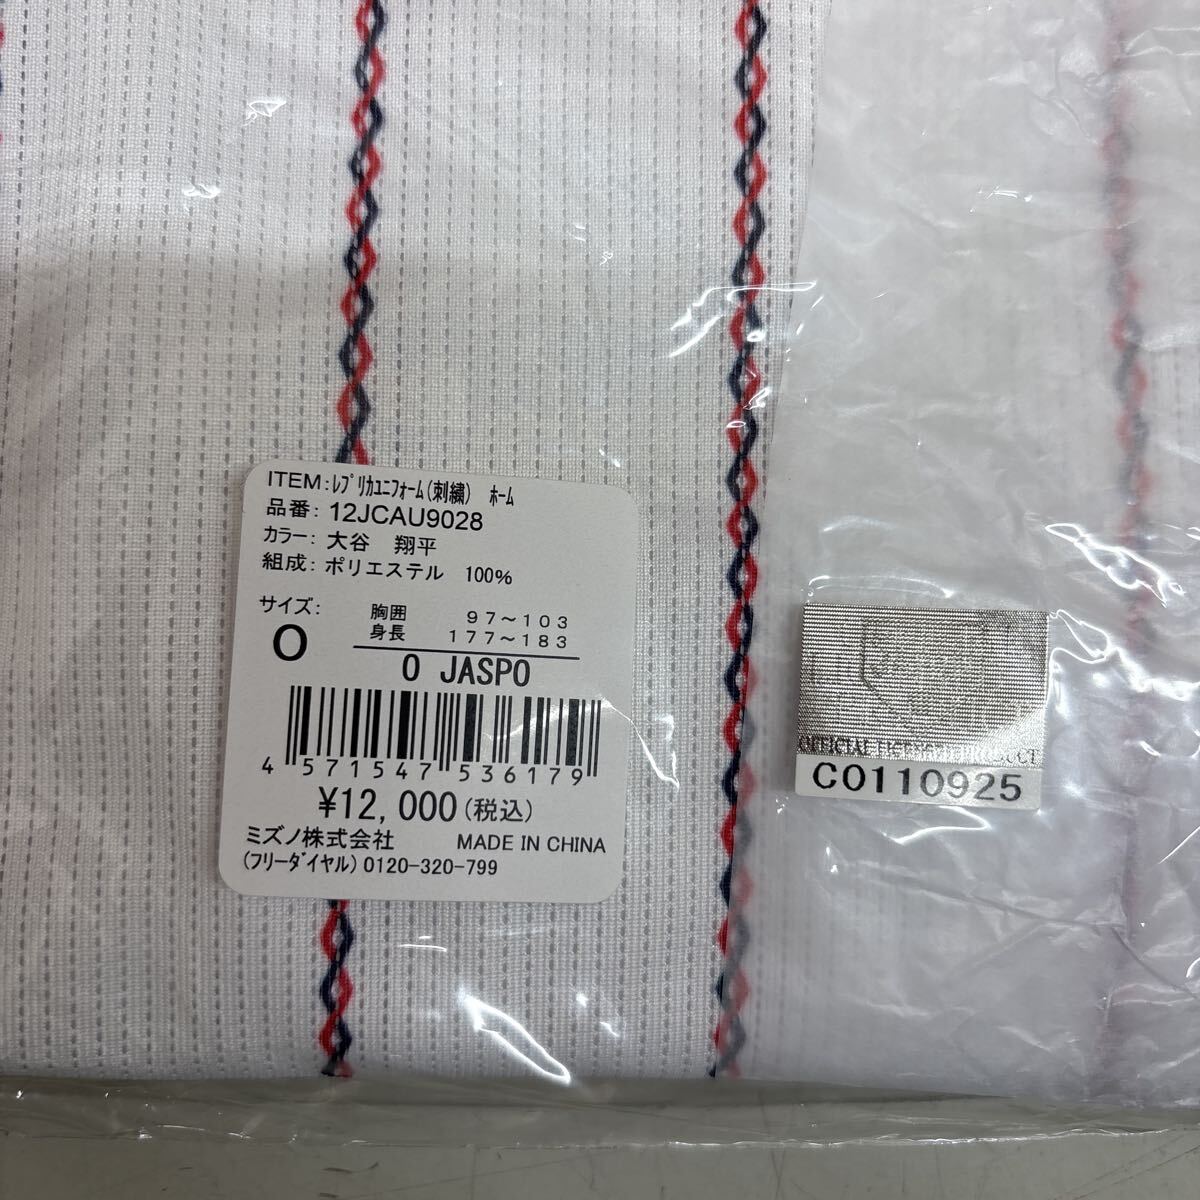 ITEM:ﾚﾌﾟﾘｶﾕﾆﾌｫｰﾑ(刺繍) ﾎｰﾑ
品番: 12JCAU9028
カラー: 大谷 翔平
組成: ポリエステル 100%
サイズ:
O
胸囲 97~103
身長 177~183
O JASPO
4 571547 536179
¥12,000(税込)
ミズノ株式会社 MADE IN CHINA
(フリーダイヤル)0120-320-799
OFFICIAL LICENSED PRODUCT
C0110925